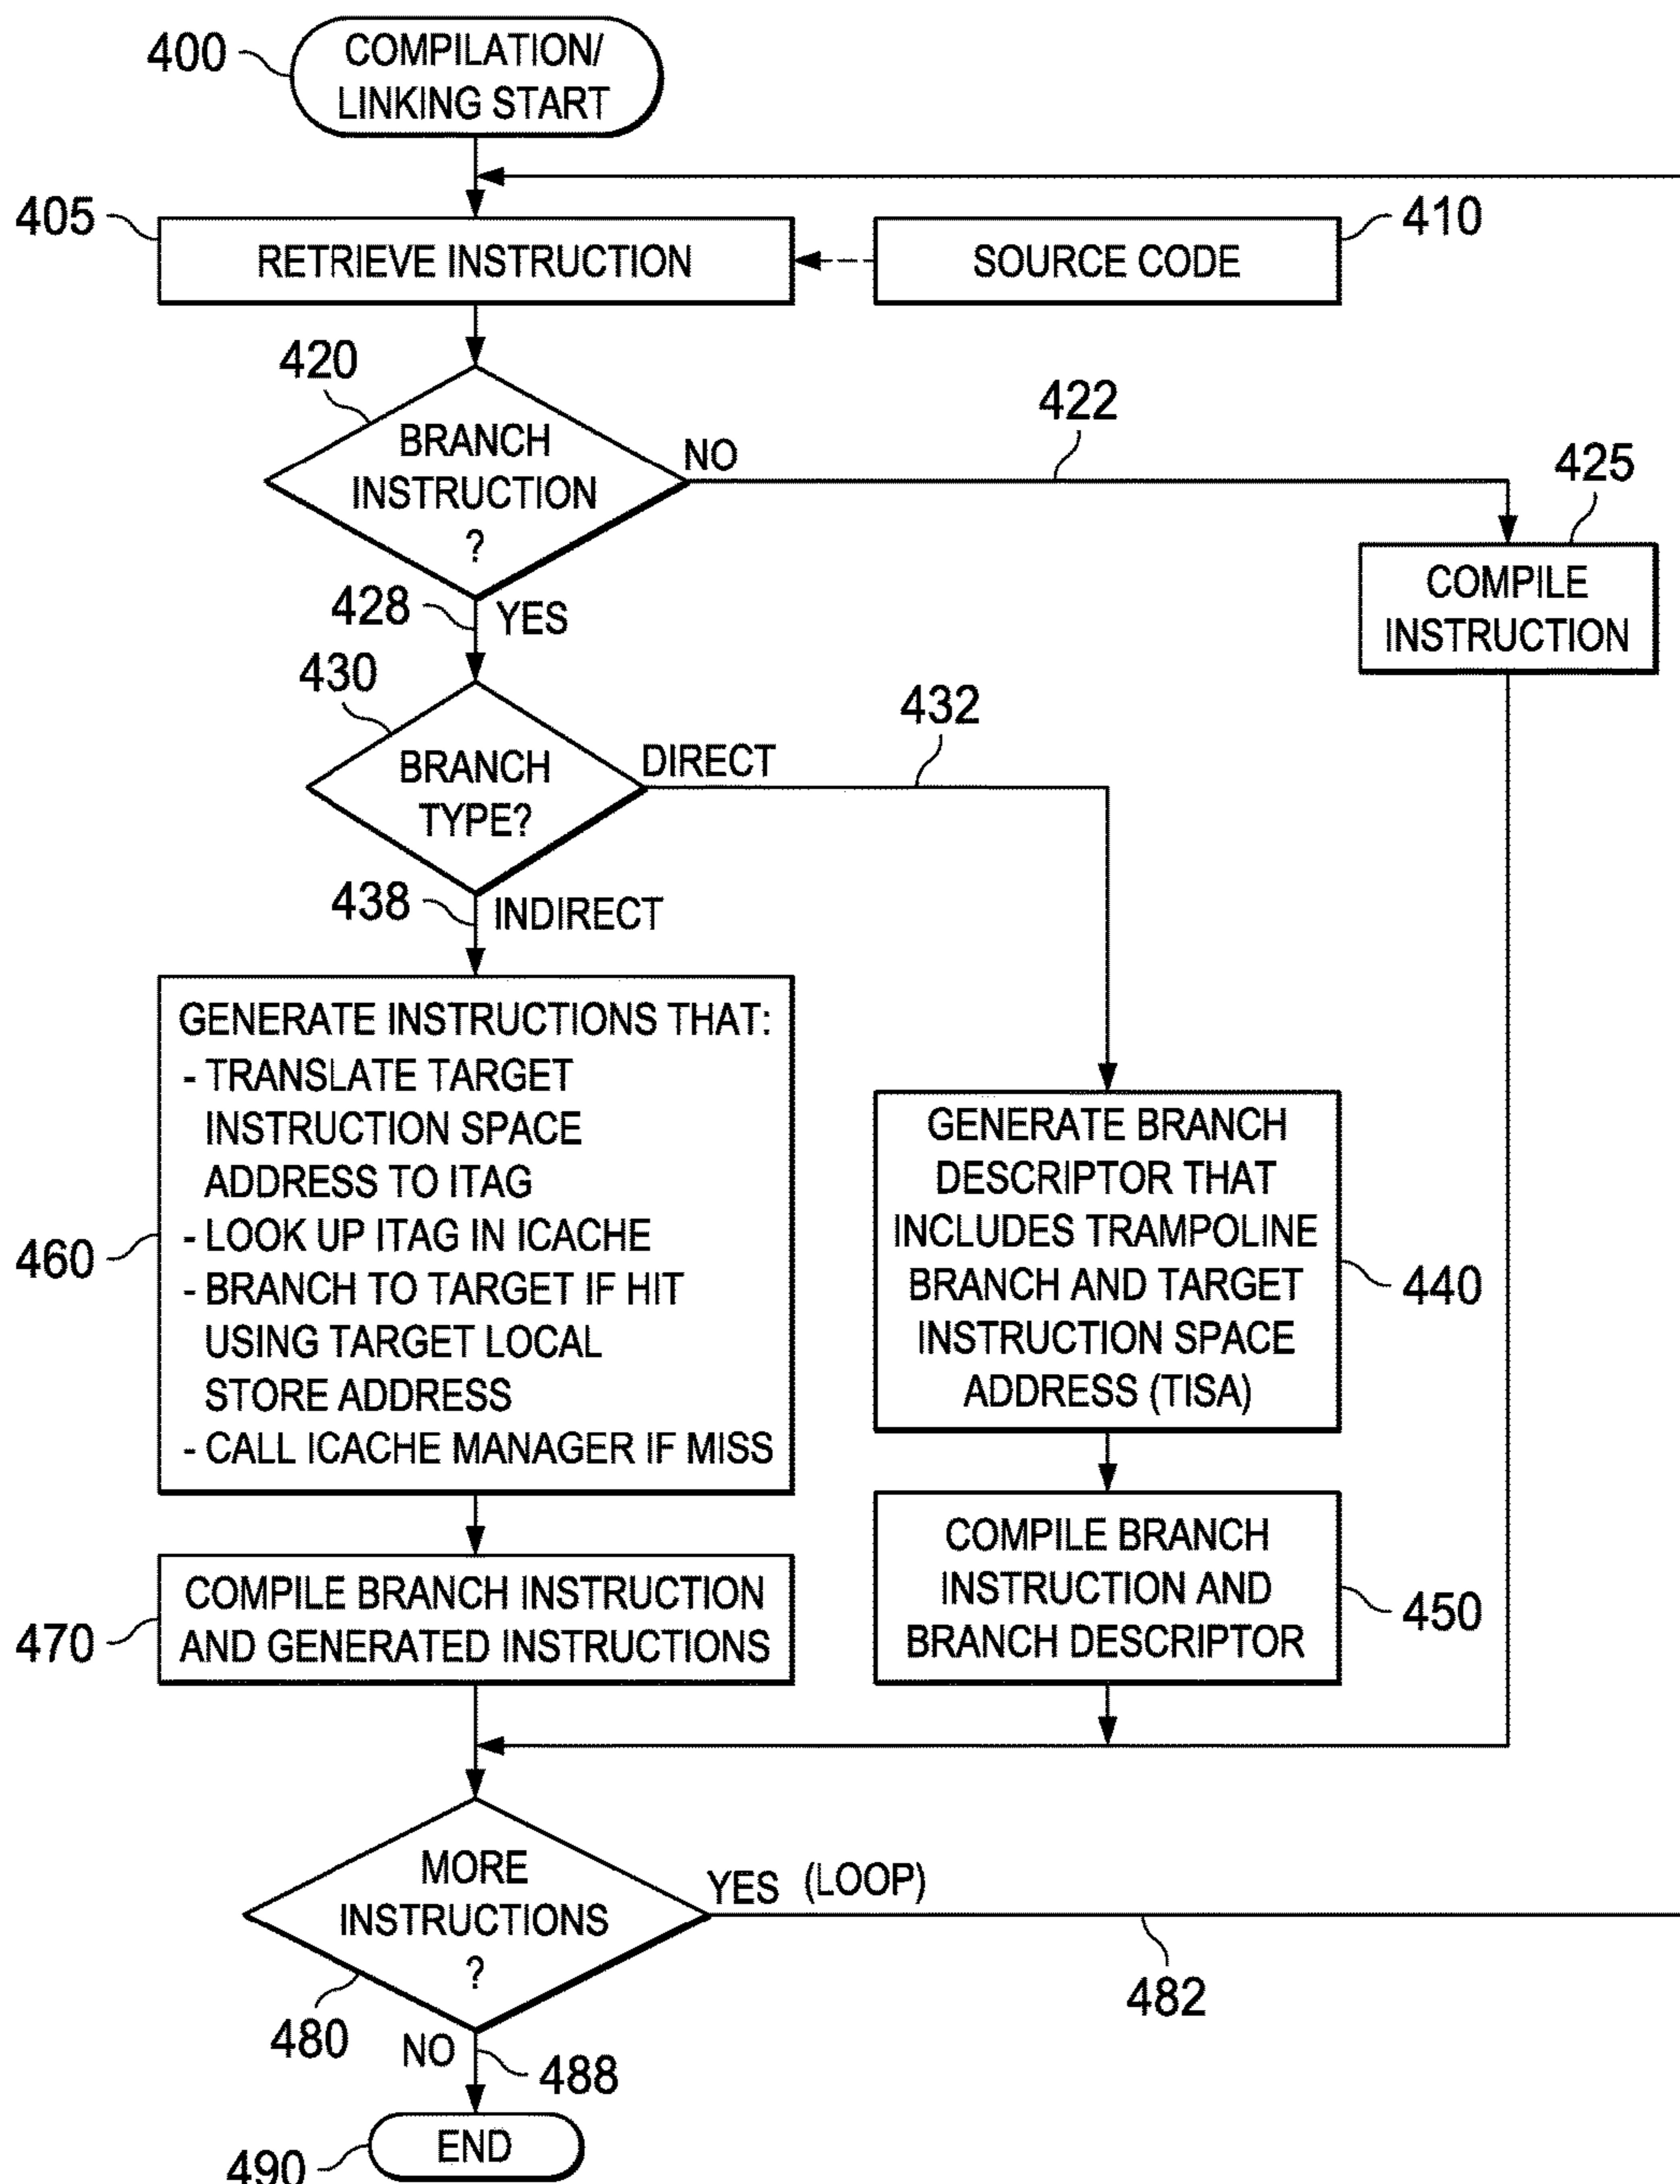 400
COMPILATION/
LINKING START
405
RETRIEVE INSTRUCTION
SOURCE CODE
410
420
BRANCH
INSTRUCTION
?
NO
422
425
COMPILE
INSTRUCTION
428
YES
430
BRANCH
TYPE?
DIRECT
432
438
INDIRECT
460
GENERATE INSTRUCTIONS THAT:
- TRANSLATE TARGET
INSTRUCTION SPACE
ADDRESS TO ITAG
- LOOK UP ITAG IN ICACHE
- BRANCH TO TARGET IF HIT
USING TARGET LOCAL
STORE ADDRESS
- CALL ICACHE MANAGER IF MISS
GENERATE BRANCH
DESCRIPTOR THAT
INCLUDES TRAMPOLINE
BRANCH AND TARGET
INSTRUCTION SPACE
ADDRESS (TISA)
440
470
COMPILE BRANCH INSTRUCTION
AND GENERATED INSTRUCTIONS
COMPILE BRANCH
INSTRUCTION AND
BRANCH DESCRIPTOR
450
MORE
INSTRUCTIONS
?
480
YES (LOOP)
482
NO
488
END
490